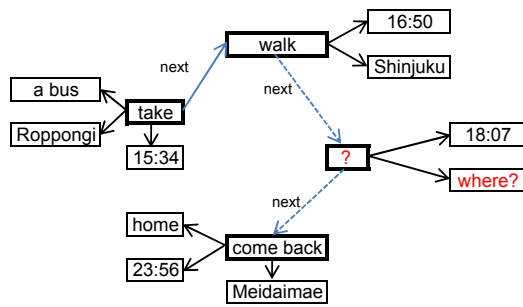 16:50
walk
next
Shinjuku
a bus
next
take
Roppongi
18:07
15:34
?
where?
next
home
come back
23:56
Meidaimae